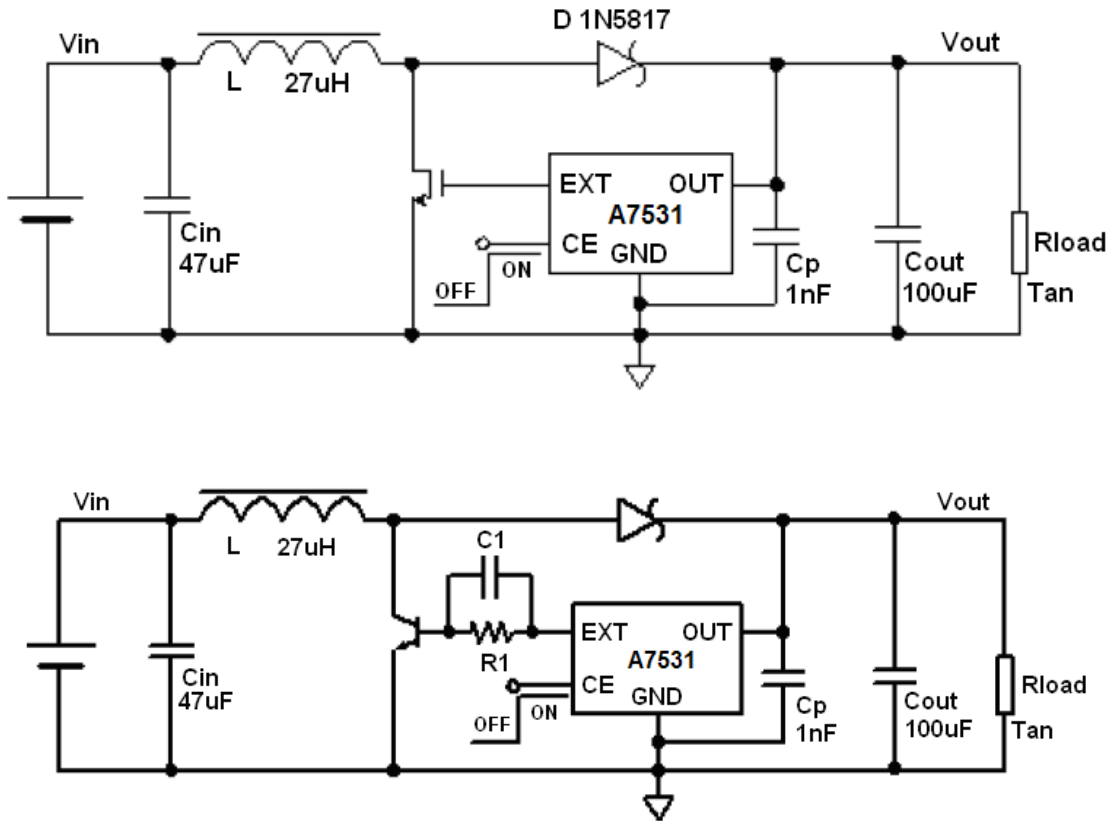 D 1N5817
Vin
Vout
L 27uH
EXT OUT
A7531
CE
GND
ON
OFF
Cin
47uF
Cp
1nF
Cout
100uF
Rload
Tan
Vin
Vout
L 27uH
C1
R1
EXT OUT
A7531
CE
GND
ON
OFF
Cin
47uF
Cp
1nF
Cout
100uF
Rload
Tan